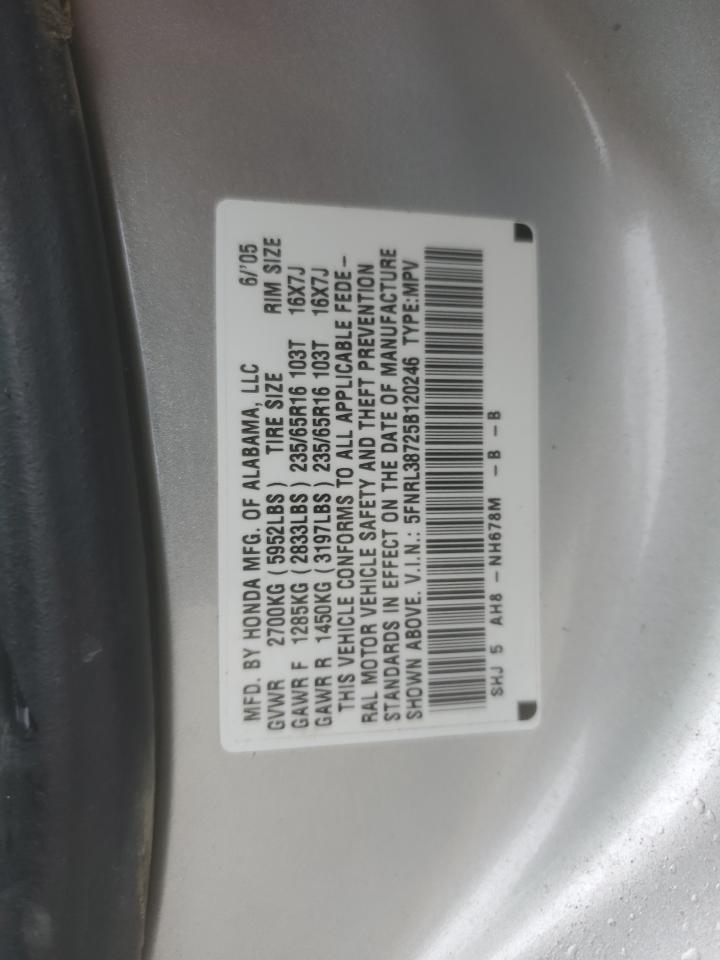 MFD. BY HONDA MFG. OF ALABAMA, LLC 6/'05
GVWR 2700KG (5952LBS) TIRE SIZE RIM SIZE
GAWR F 1285KG (2833LBS) 235/65R16 103T 16X7J
GAWR R 1450KG (3197LBS) 235/65R16 103T 16X7J
THIS VEHICLE CONFORMS TO ALL APPLICABLE FEDE-
RAL MOTOR VEHICLE SAFETY AND THEFT PREVENTION
STANDARDS IN EFFECT ON THE DATE OF MANUFACTURE
SHOWN ABOVE. V.I.N.: 5FNRL38725B120246 TYPE:MPV
SHJ 5 AH8 -NH678M -B -B